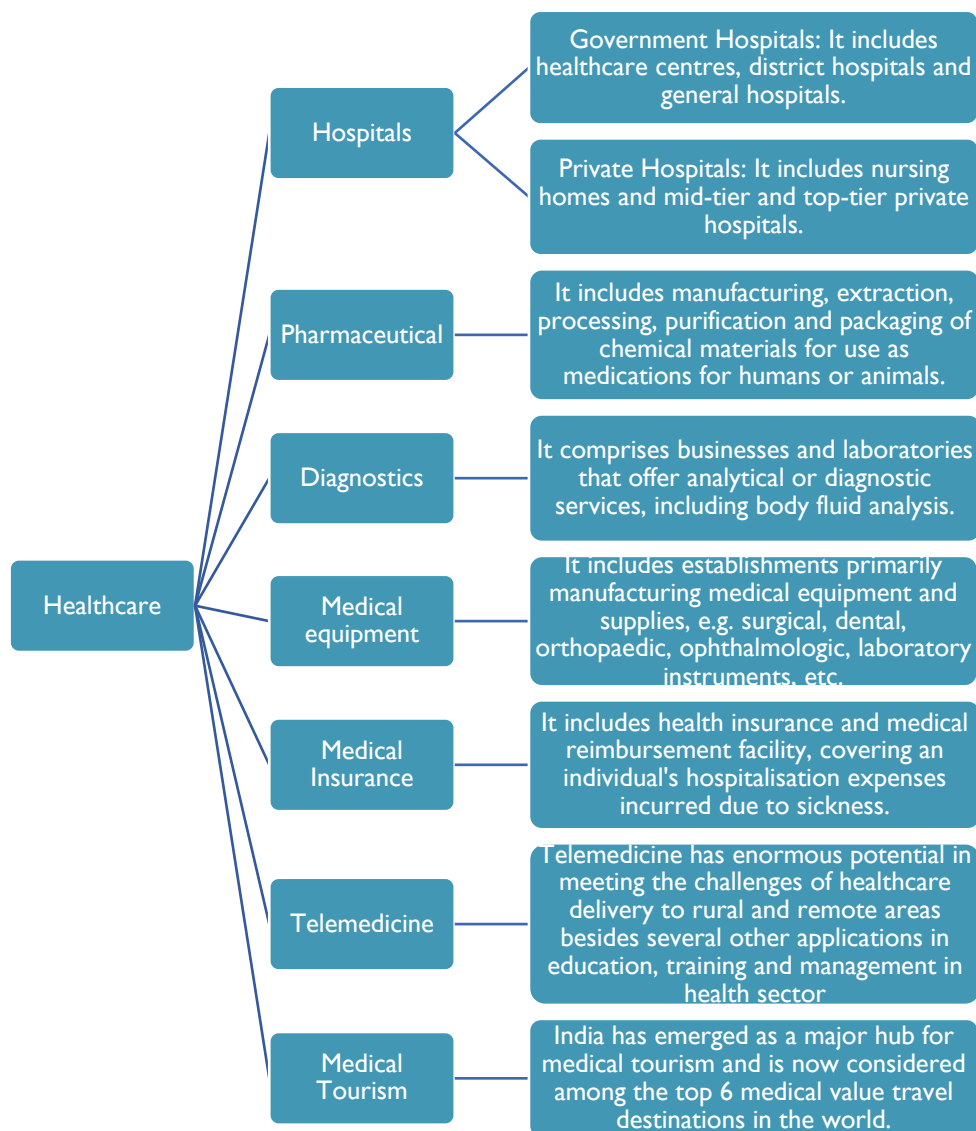 Healthcare
Hospitals
Government Hospitals: It includes
healthcare centres, district hospitals and
general hospitals.
Private Hospitals: It includes nursing
homes and mid-tier and top-tier private
hospitals.
Pharmaceutical
It includes manufacturing, extraction,
processing, purification and packaging of
chemical materials for use as
medications for humans or animals.
Diagnostics
It comprises businesses and laboratories
that offer analytical or diagnostic
services, including body fluid analysis.
Medical
equipment
It includes establishments primarily
manufacturing medical equipment and
supplies, e.g. surgical, dental,
orthopaedic, ophthalmologic, laboratory
instruments, etc.
Medical
Insurance
It includes health insurance and medical
reimbursement facility, covering an
individual's hospitalisation expenses
incurred due to sickness.
Telemedicine
Telemedicine has enormous potential in
meeting the challenges of healthcare
delivery to rural and remote areas
besides several other applications in
education, training and management in
health sector
Medical
Tourism
India has emerged as a major hub for
medical tourism and is now considered
among the top 6 medical value travel
destinations in the world.